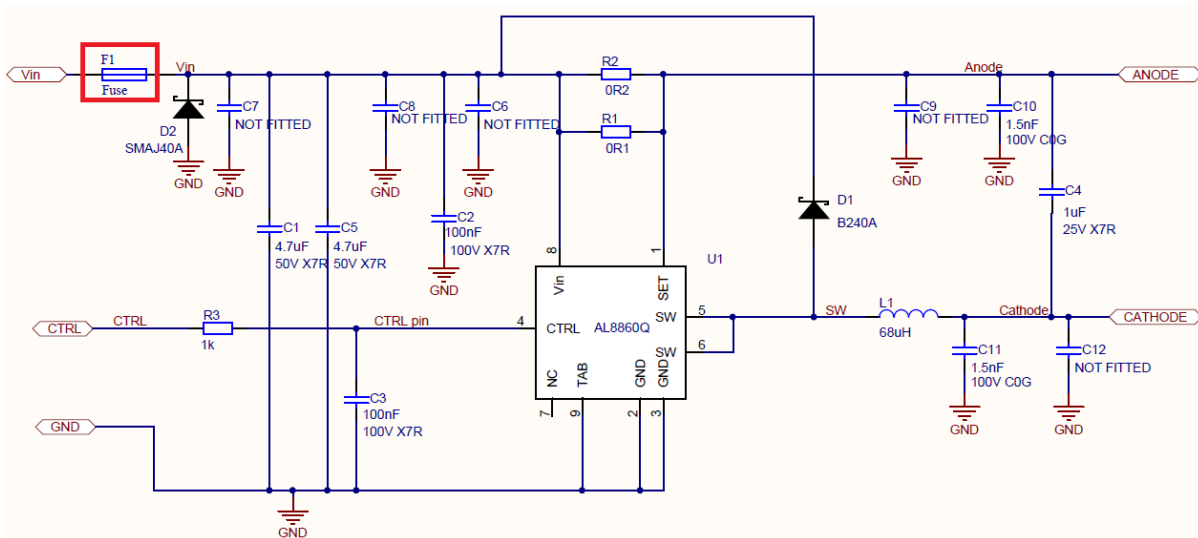 F1
Vin
Vin
Fuse
D2
SMAJ40A
GND
C7
NOT FITTED
GND
C8
NOT FITTED
GND
C6
NOT FITTED
GND
R2
0R2
R1
0R1
Anode
ANODE
C9
NOT FITTED
GND
C10
1.5nF
100V C0G
GND
C4
1uF
25V X7R
D1
B240A
C1
4.7uF
50V X7R
C5
4.7uF
50V X7R
C2
100nF
100V X7R
GND
8
1
U1
Vin
SET
CTRL
CTRL
R3
1k
CTRL pin
4
CTRL
AL8860Q
SW
5
SW
6
SW
L1
68uH
Cathode
CATHODE
C11
1.5nF
100V C0G
GND
C12
NOT FITTED
GND
NC
TAB
GND
GND
7
9
2
3
C3
100nF
100V X7R
GND
GND